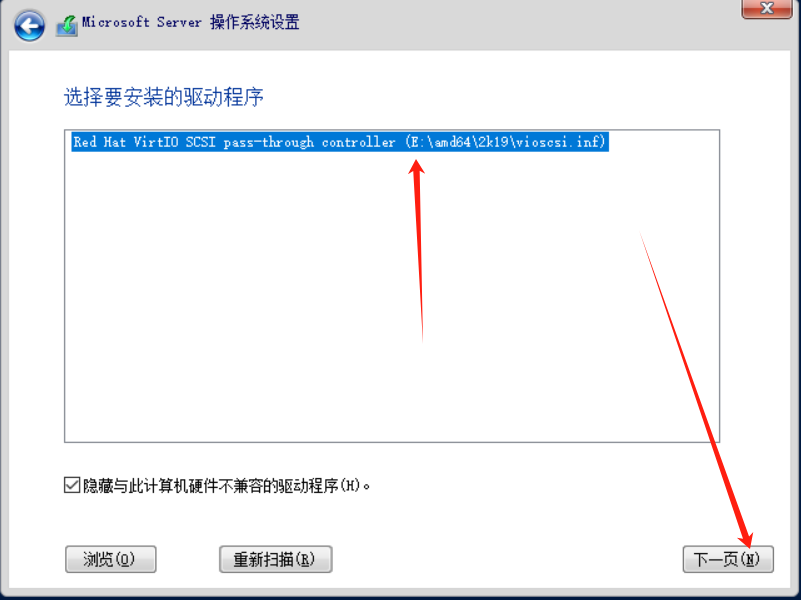 Microsoft Server 操作系统设置
选择要安装的驱动程序
Red Hat VirtIO SCSI pass-through controller (E:\amd64\2k19\vioscsi.inf)
隐藏与此计算机硬件不兼容的驱动程序(H)。
浏览(O) 重新扫描(R) 下一页(N)